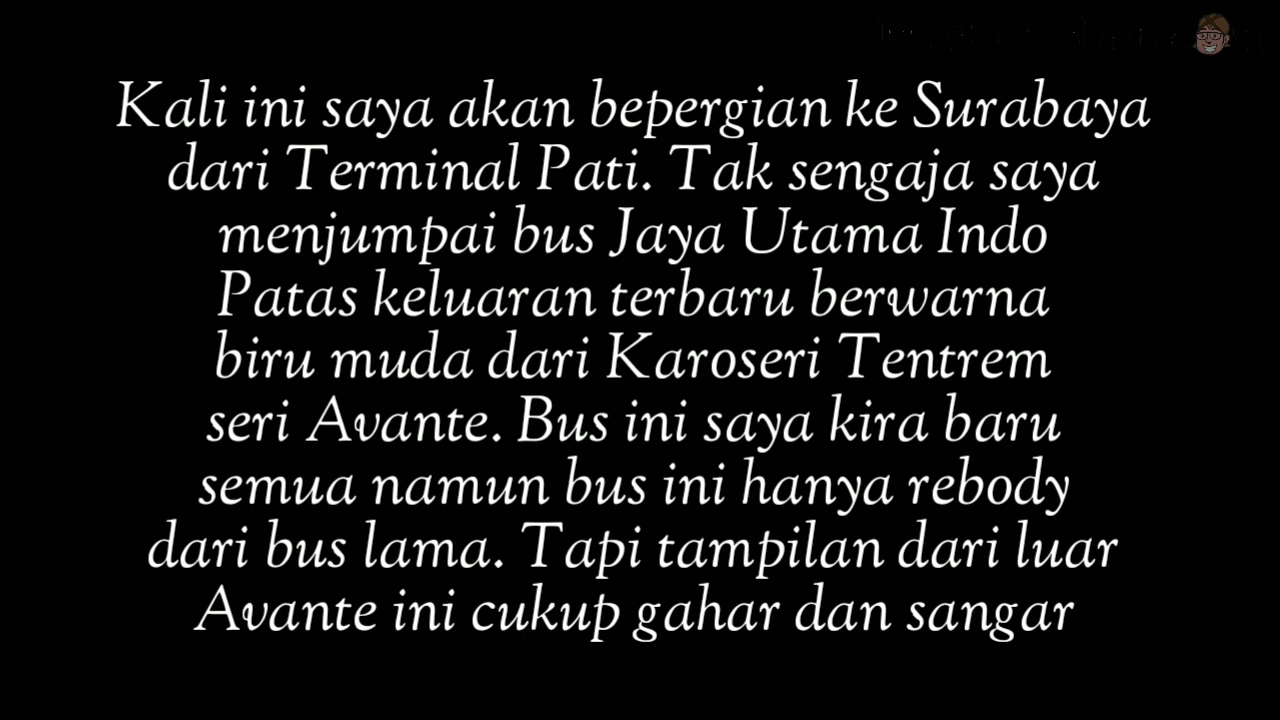 Kali ini saya akan bepergian ke Surabaya
dari Terminal Pati. Tak sengaja saya
menjumpai bus Jaya Utama Indo
Patas keluaran terbaru berwarna
biru muda dari Karoseri Tentrem
seri Avante. Bus ini saya kira baru
semua namun bus ini hanya rebody
dari bus lama. Tapi tampilan dari luar
Avante ini cukup gahar dan sangar